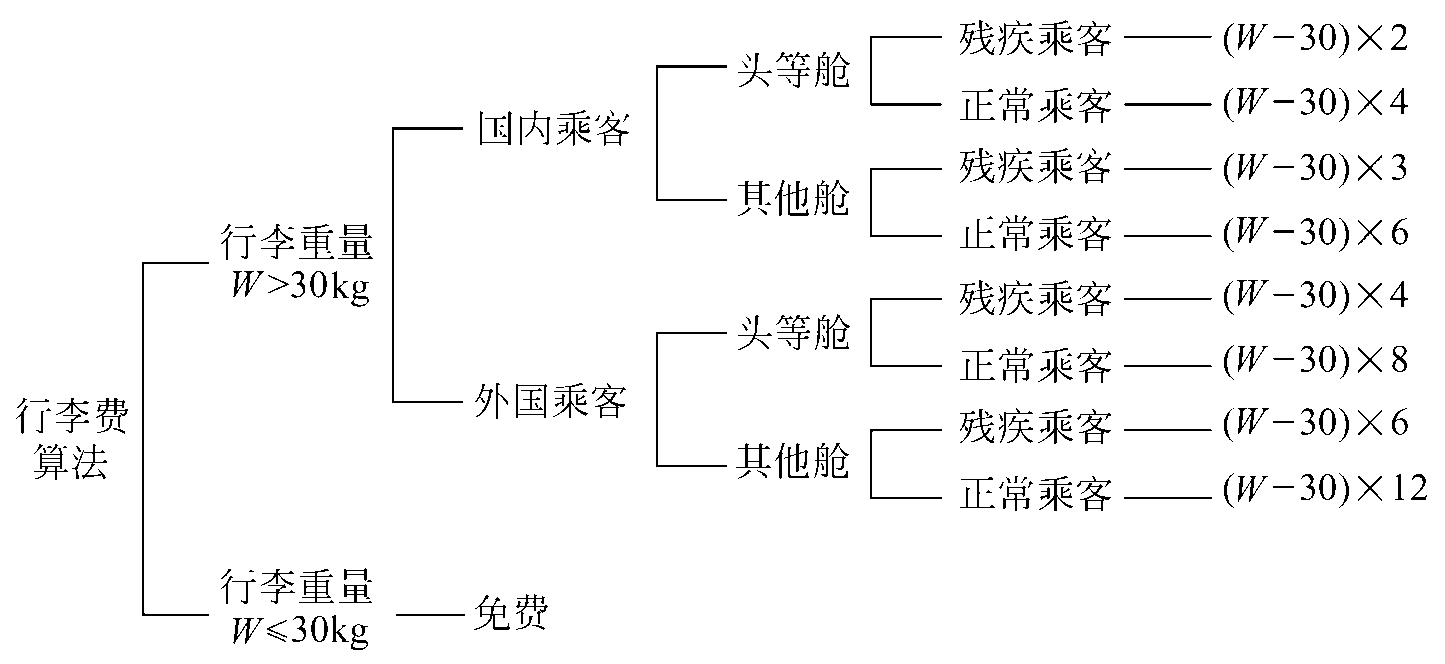 行李费
算法
行李重量
W>30kg
国内乘客
头等舱
残疾乘客 (W-30)×2
正常乘客 (W-30)×4
其他舱
残疾乘客 (W-30)×3
正常乘客 (W-30)×6
外国乘客
头等舱
残疾乘客 (W-30)×4
正常乘客 (W-30)×8
其他舱
残疾乘客 (W-30)×6
正常乘客 (W-30)×12
行李重量
W≤30kg
免费